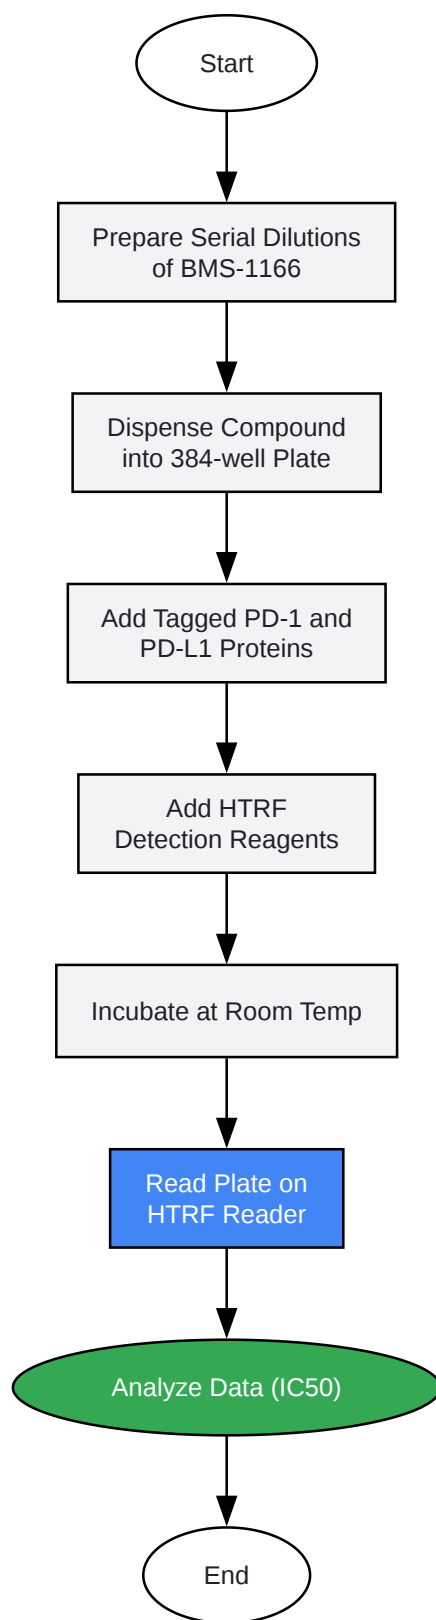 Start
Prepare Serial Dilutions
of BMS-1166
Dispense Compound
into 384-well Plate
Add Tagged PD-1 and
PD-L1 Proteins
Add HTRF
Detection Reagents
Incubate at Room Temp
Read Plate on
HTRF Reader
Analyze Data (IC50)
End